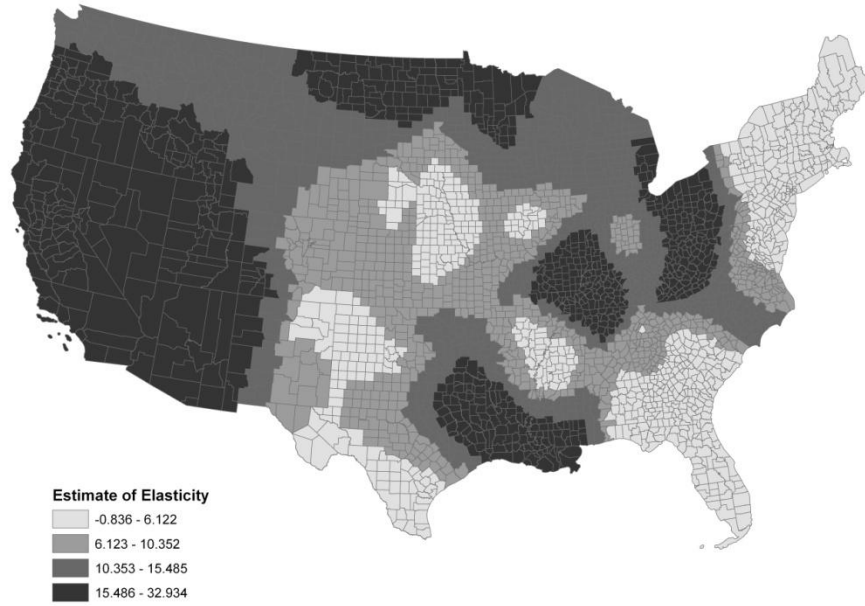 Estimate of Elasticity
-0.836 - 6.122
6.123 - 10.352
10.353 - 15.485
15.486 - 32.934